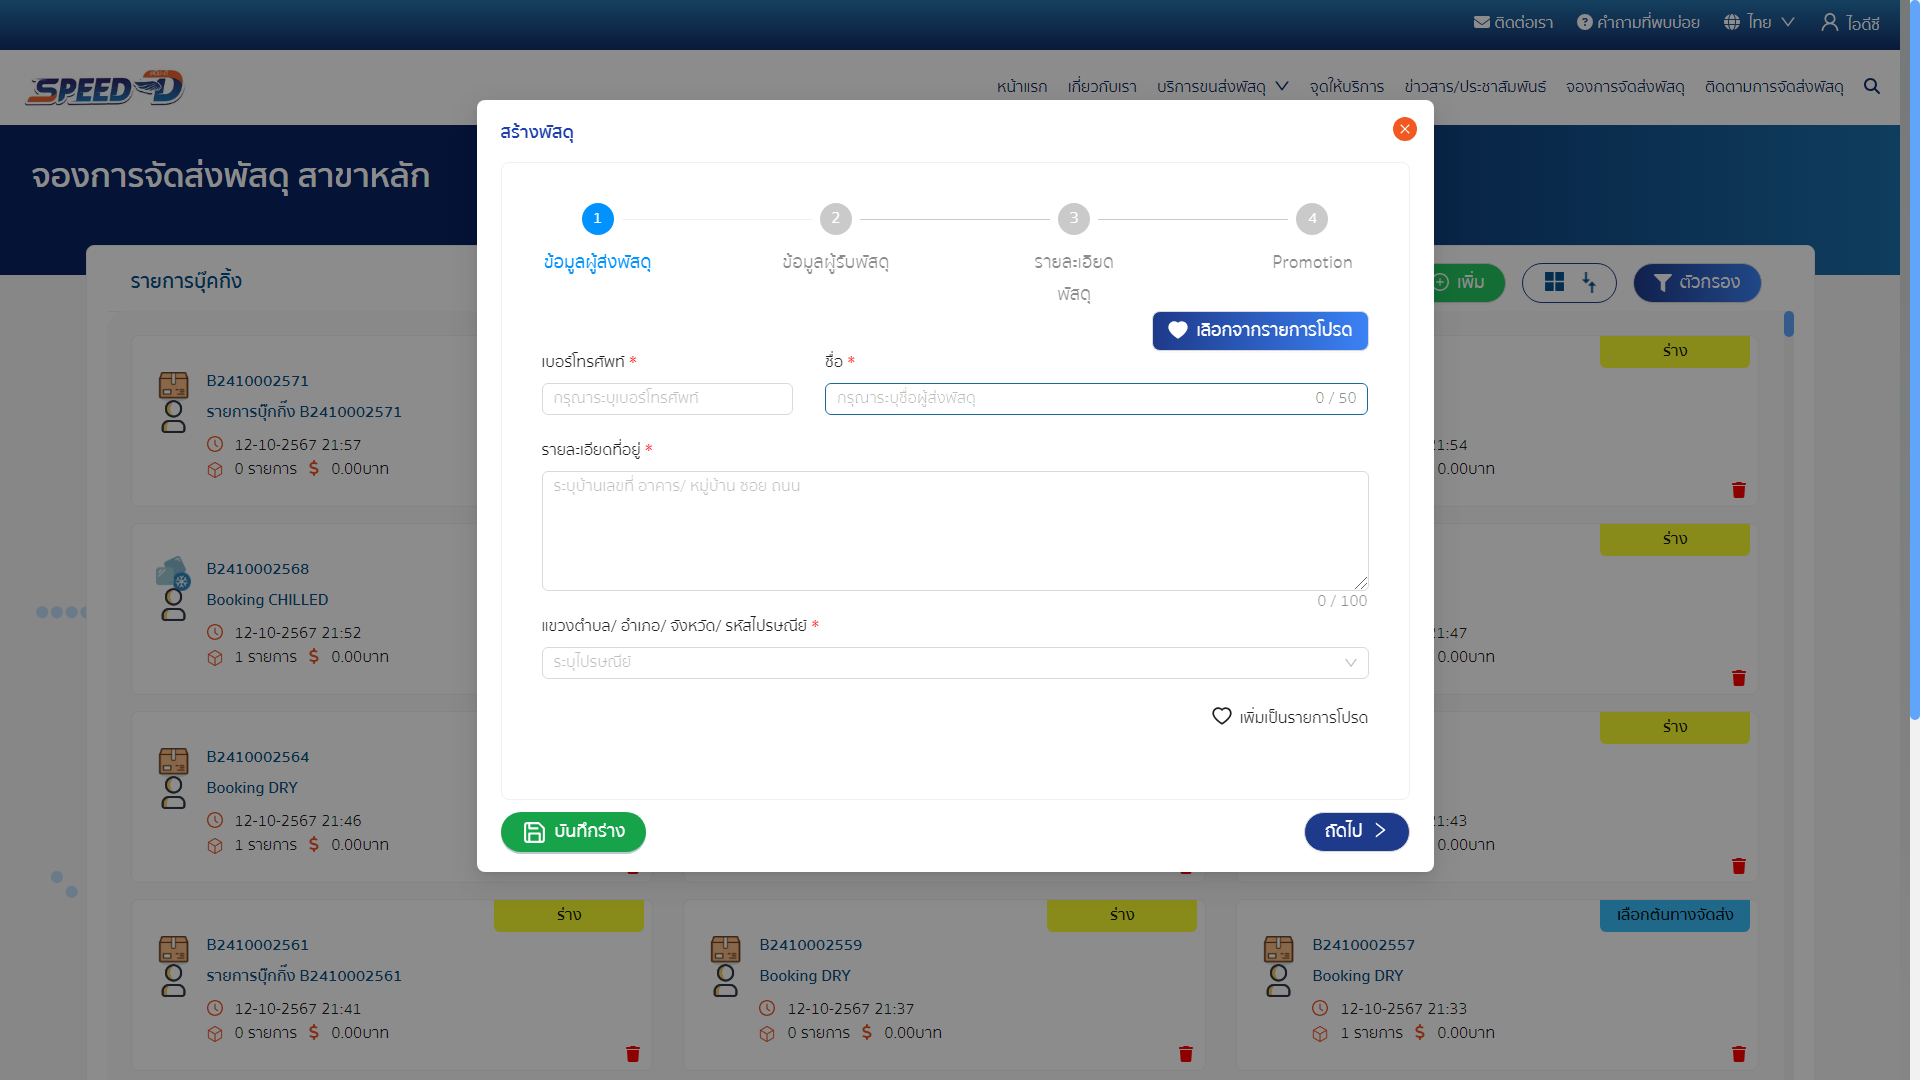 ติดต่อเรา
คำถามที่พบบ่อย
ไทย
ไอดีซี
SPEED-D
หน้าแรก
เกี่ยวกับเรา
บริการขนส่งพัสดุ
จุดให้บริการ
ข่าวสาร/ประชาสัมพันธ์
จองการจัดส่งพัสดุ
ติดตามการจัดส่งพัสดุ
จองการจัดส่งพัสดุ สาขาหลัก
รายการบุ๊คกิ้ง
เพิ่ม
ตัวกรอง
สร้างพัสดุ
1
2
3
4
ข้อมูลผู้ส่งพัสดุ
ข้อมูลผู้รับพัสดุ
รายละเอียด
พัสดุ
Promotion
เลือกจากรายการโปรด
เบอร์โทรศัพท์ *
ชื่อ *
กรุณาระบุเบอร์โทรศัพท์
กรุณาระบุชื่อผู้ส่งพัสดุ
0 / 50
รายละเอียดที่อยู่ *
ระบุบ้านเลขที่ อาคาร/ หมู่บ้าน ซอย ถนน
0 / 100
แขวงตำบล/ อำเภอ/ จังหวัด/ รหัสไปรษณีย์ *
ระบุไปรษณีย์
เพิ่มเป็นรายการโปรด
บันทึกร่าง
ถัดไป
B2410002571
รายการบุ๊กกิ๊ง B2410002571
12-10-2567 21:57
0 รายการ
0.00บาท
ร่าง
21:54
0.00บาท
B2410002568
Booking CHILLED
12-10-2567 21:52
1 รายการ
0.00บาท
ร่าง
21:47
0.00บาท
B2410002564
Booking DRY
12-10-2567 21:46
1 รายการ
0.00บาท
ร่าง
21:43
0.00บาท
ร่าง
B2410002561
รายการบุ๊กกิ๊ง B2410002561
12-10-2567 21:41
0 รายการ
0.00บาท
ร่าง
B2410002559
Booking DRY
12-10-2567 21:37
0 รายการ
0.00บาท
เลือกต้นทางจัดส่ง
B2410002557
Booking DRY
12-10-2567 21:33
1 รายการ
0.00บาท